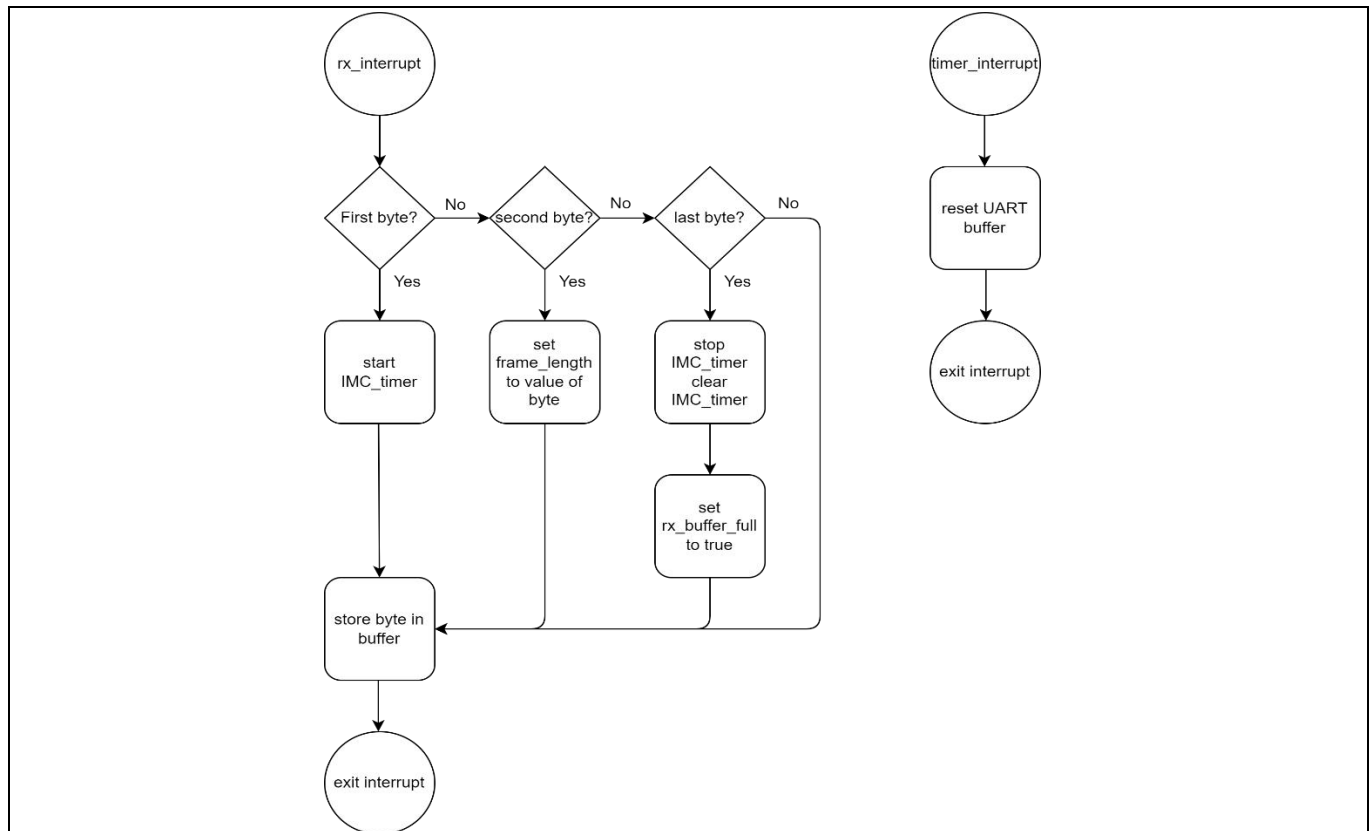 rx_interrupt
timer_interrupt
First byte?
No
second byte?
No
last byte?
No
reset UART
buffer
Yes
Yes
Yes
start
IMC_timer
set
frame_length
to value of
byte
stop
IMC_timer
clear
IMC_timer
exit interrupt
set
rx_buffer_full
to true
store byte in
buffer
exit interrupt